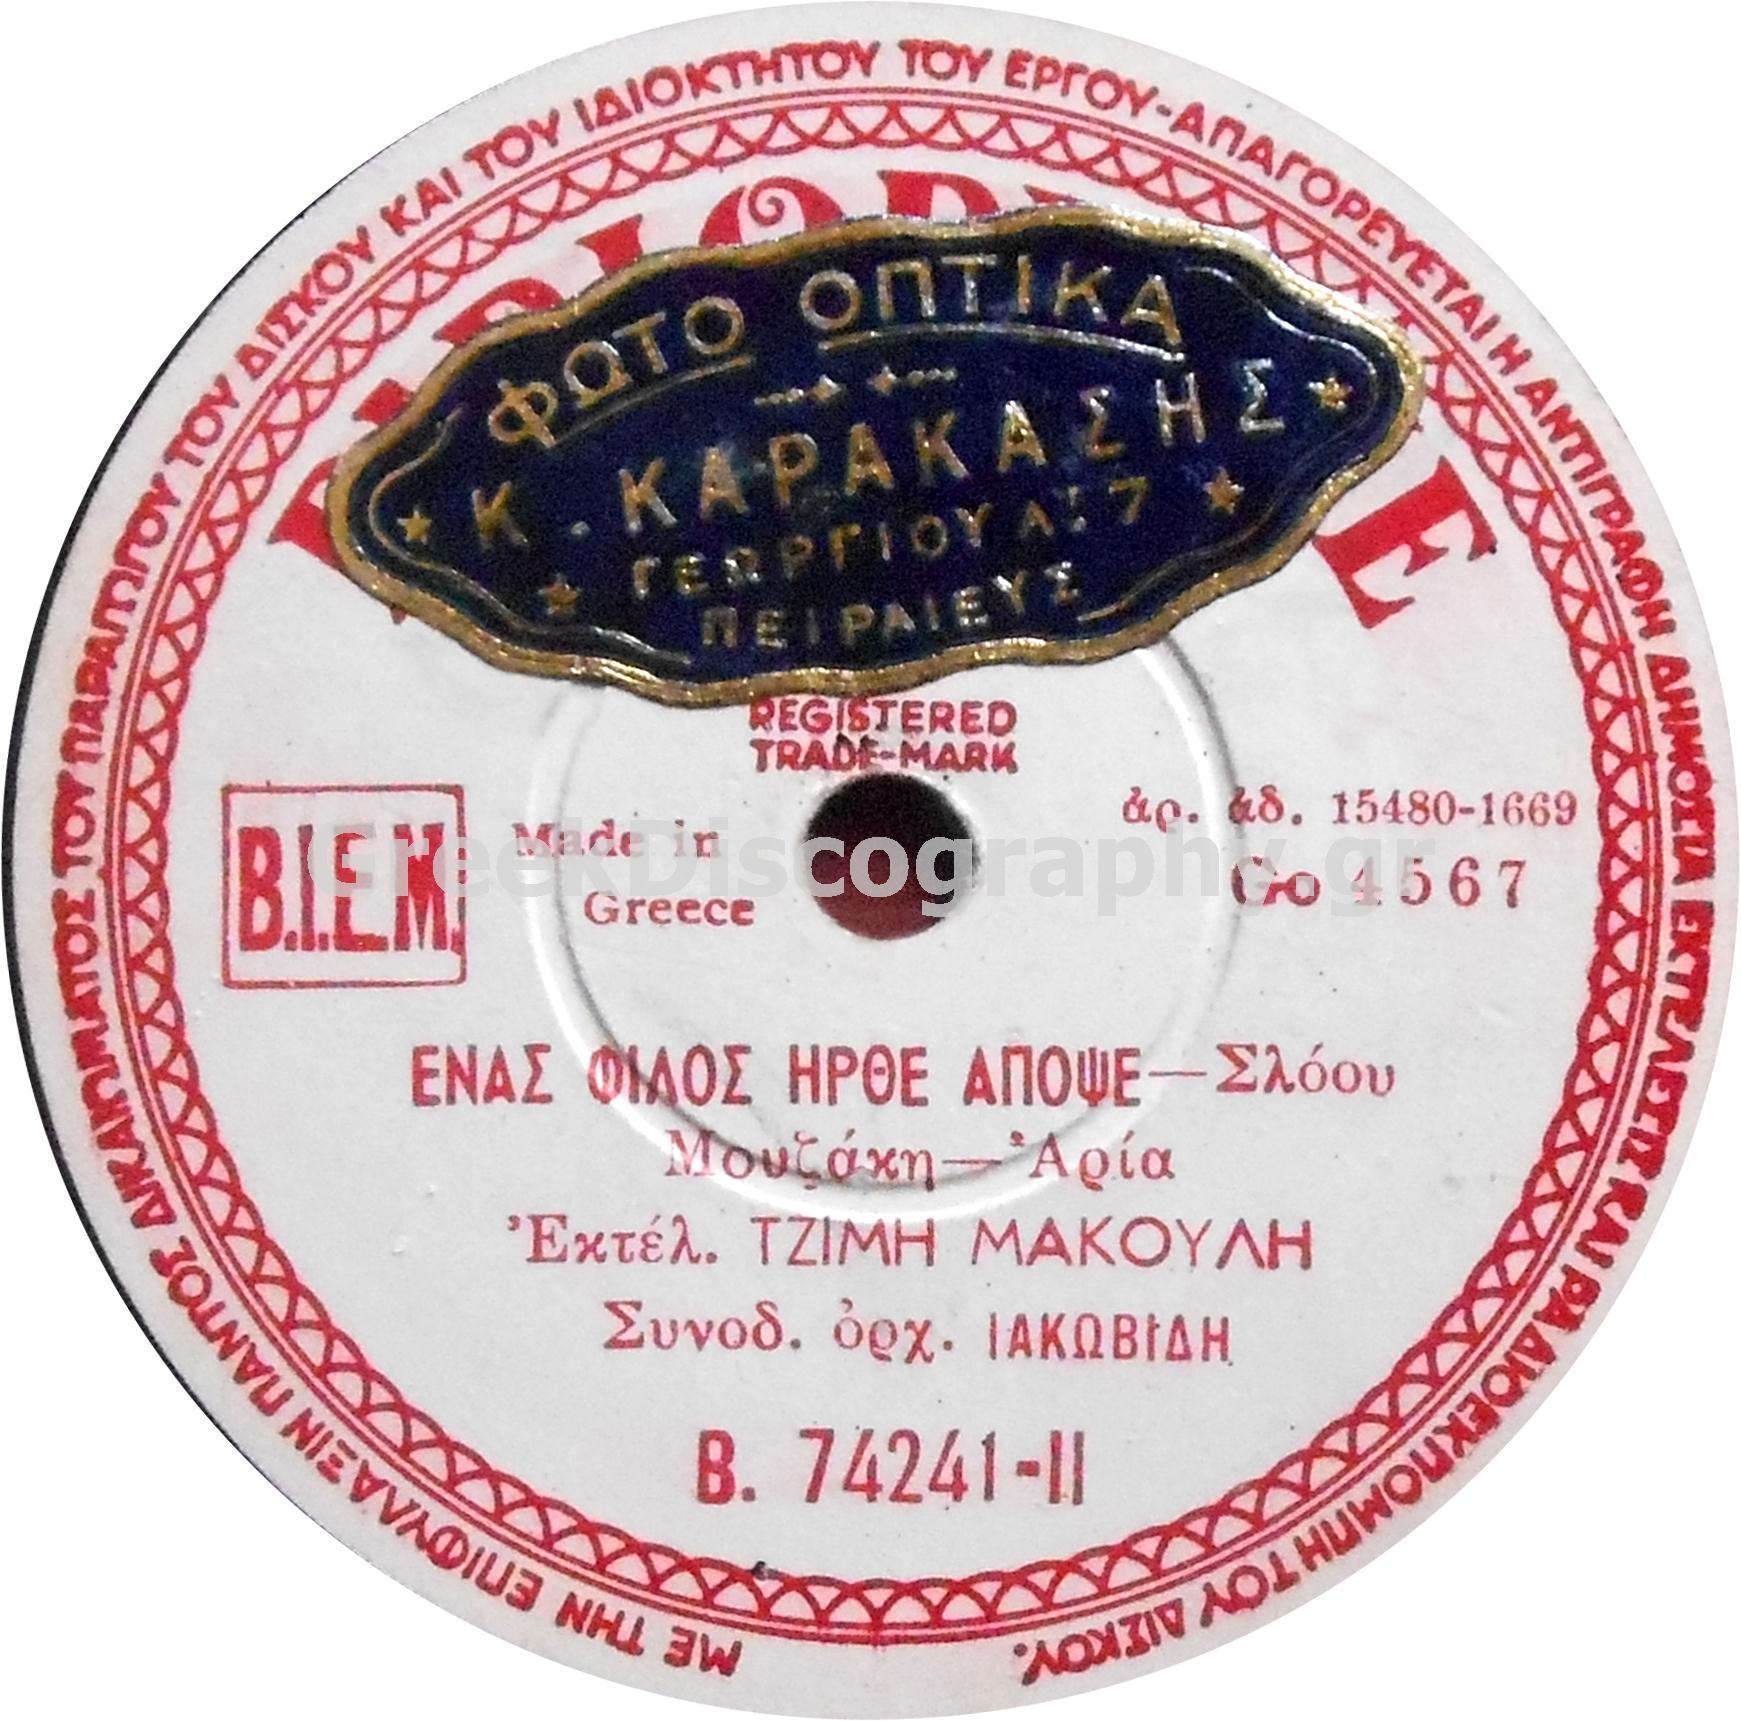 ΜΕ ΤΗΝ ΕΠΙΦΥΛΑΞΙΝ ΠΑΝΤΟΣ ΔΙΚΑΙΩΜΑΤΟΣ ΤΟΥ ΠΑΡΑΓΩΓΟΥ ΤΟΥ ΔΙΣΚΟΥ ΚΑΙ ΤΟΥ ΙΔΙΟΚΤΗΤΟΥ ΤΟΥ ΕΡΓΟΥ-ΑΠΑΓΟΡΕΥΕΤΑΙ Η ΑΝΤΙΓΡΑΦΗ ΔΗΜΟΣΙΑ ΕΚΤΕΛΕΣΙΣ ΚΑΙ ΡΑΔΙΟΕΚΠΟΜΠΗ ΤΟΥ ΔΙΣΚΟΥ.
ΦΩΤΟ ΟΠΤΙΚΑ
Κ. ΚΑΡΑΚΑΣΗΣ
ΓΕΩΡΓΙΟΥ Α΄. 7
ΠΕΙΡΑΙΕΥΣ
REGISTERED
TRADE-MARK
B.I.E.M.
Made in
Greece
ἀρ. ἀδ. 15480-1669
Go 4567
GreekDiscography.gr
ΕΝΑΣ ΦΙΛΟΣ ΗΡΘΕ ΑΠΟΨΕ—Σλόου
Μουζάκη—Ἀρία
Ἐκτέλ. ΤΖΙΜΗ ΜΑΚΟΥΛΗ
Συνοδ. ὀρχ. ΙΑΚΩΒΙΔΗ
B. 74241-II